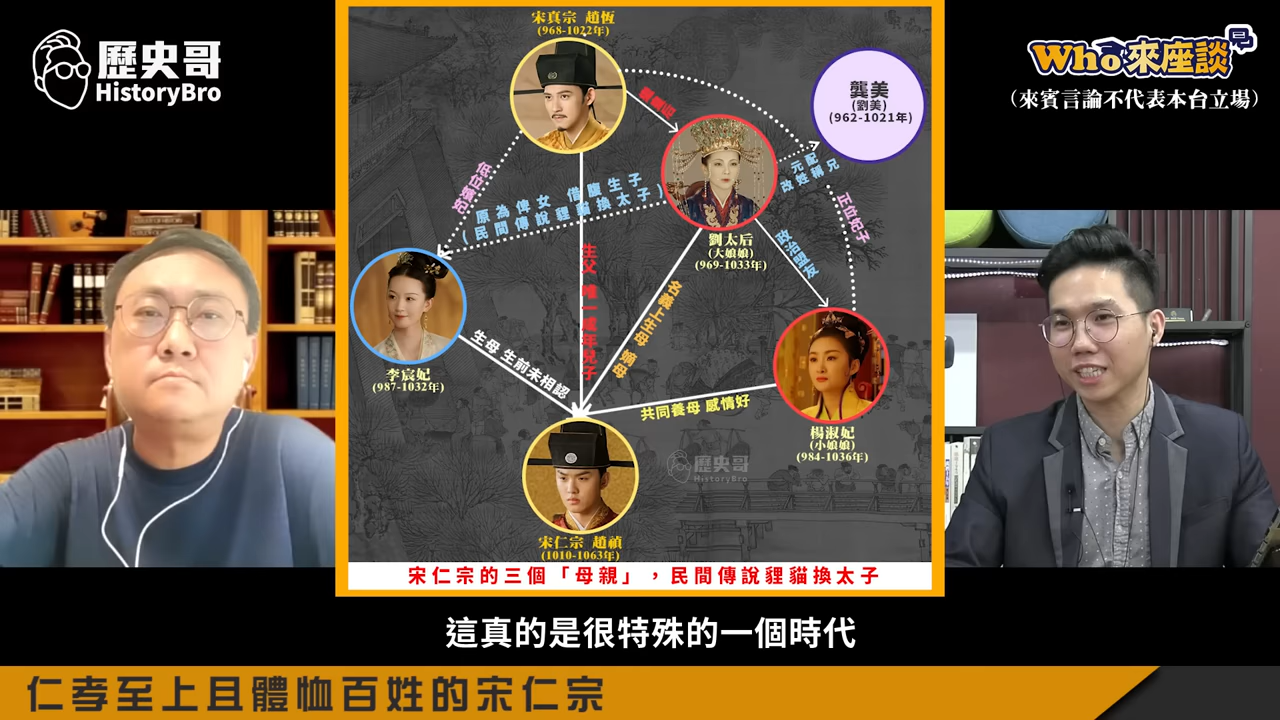 歷史哥
HistoryBro
Who來座談
（來賓言論不代表本台立場）
宋真宗 趙恆
(968-1022年)
龔美
(劉美)
(962-1021年)
元配
改姓稱兄
正位妃子
原為俾女 借腹生子
(民間傳說貍貓換太子)
劉太后
(大娘娘)
(969-1033年)
政治盟友
生父 唯一成年兒子
名義上生母 嫡母
李宸妃
(987-1032年)
生母 生前未相認
共同養母 感情好
楊淑妃
(小娘娘)
(984-1036年)
歷史哥
HistoryBro
宋仁宗 趙禎
(1010-1063年)
宋仁宗的三個「母親」，民間傳說貍貓換太子
這真的是很特殊的一個時代
仁孝至上且體恤百姓的宋仁宗